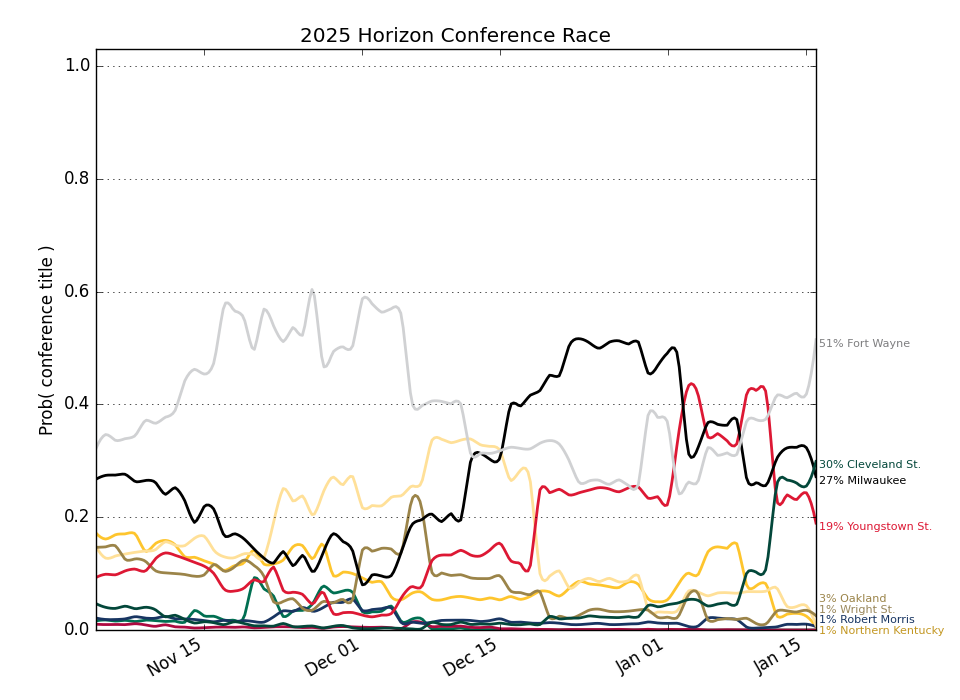 2025 Horizon Conference Race
Prob( conference title )
1.0
0.8
0.6
0.4
0.2
0.0
Nov 15
Dec 01
Dec 15
Jan 01
Jan 15
51% Fort Wayne
30% Cleveland St.
27% Milwaukee
19% Youngstown St.
3% Oakland
1% Wright St.
1% Robert Morris
1% Northern Kentucky